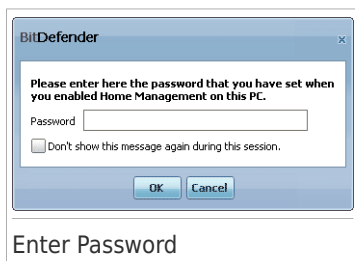 BitDefender
Please enter here the password that you have set when
you enabled Home Management on this PC.
Password
Don't show this message again during this session.
OK Cancel
Enter Password